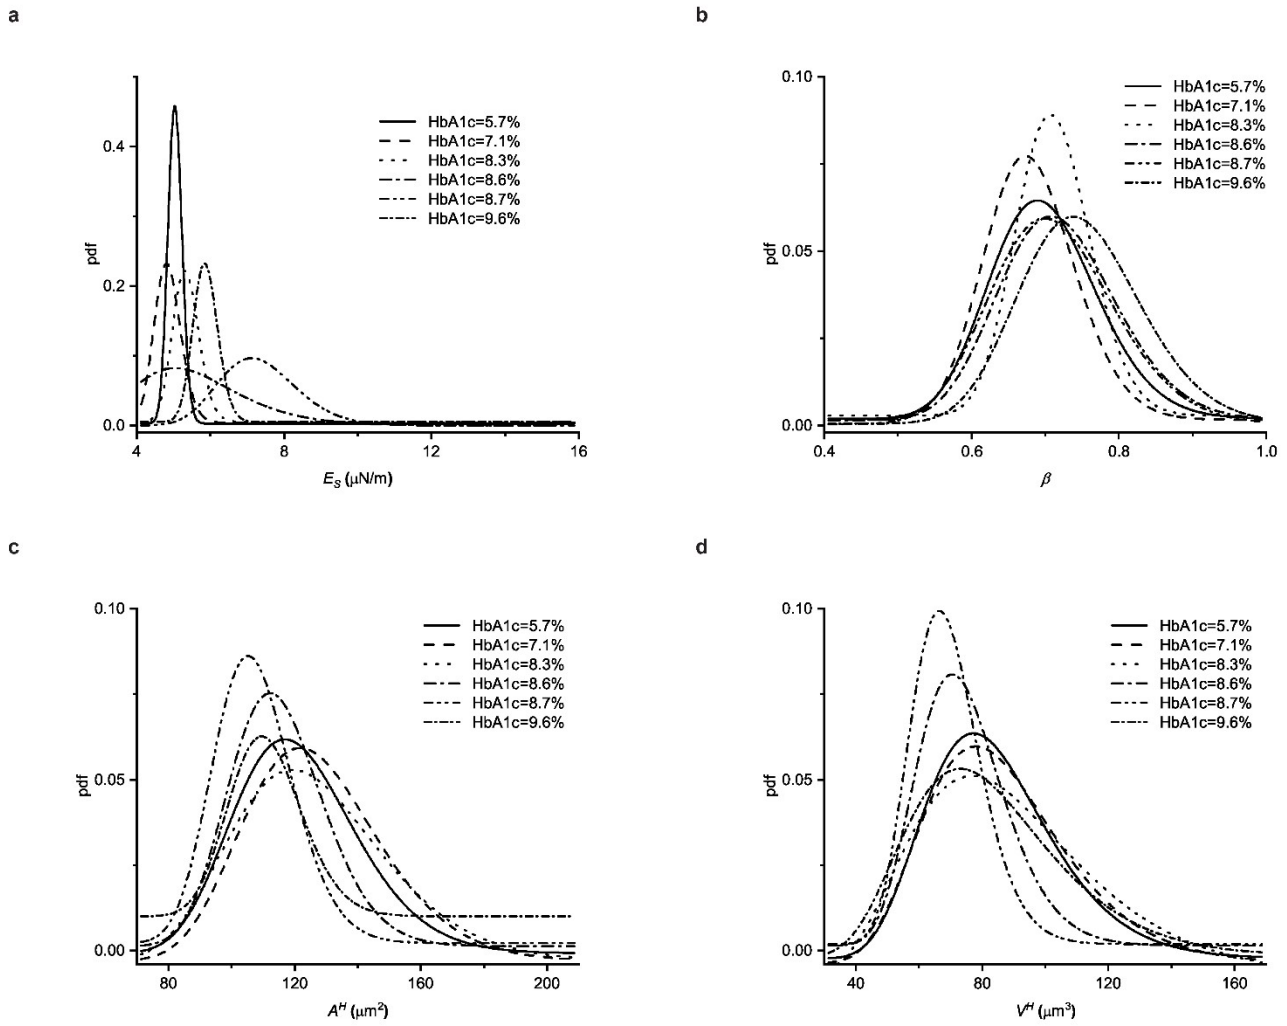 a
HbA1c=5.7%
HbA1c=7.1%
HbA1c=8.3%
HbA1c=8.6%
HbA1c=8.7%
HbA1c=9.6%
0.4
0.2
0.0
pdf
4
8
12
16
E_S (μN/m)
b
HbA1c=5.7%
HbA1c=7.1%
HbA1c=8.3%
HbA1c=8.6%
HbA1c=8.7%
HbA1c=9.6%
0.10
0.05
0.00
pdf
0.4
0.6
0.8
1.0
β
c
HbA1c=5.7%
HbA1c=7.1%
HbA1c=8.3%
HbA1c=8.6%
HbA1c=8.7%
HbA1c=9.6%
0.10
0.05
0.00
pdf
80
120
160
200
A^H (μm²)
d
HbA1c=5.7%
HbA1c=7.1%
HbA1c=8.3%
HbA1c=8.6%
HbA1c=8.7%
HbA1c=9.6%
0.10
0.05
0.00
pdf
40
80
120
160
V^H (μm³)